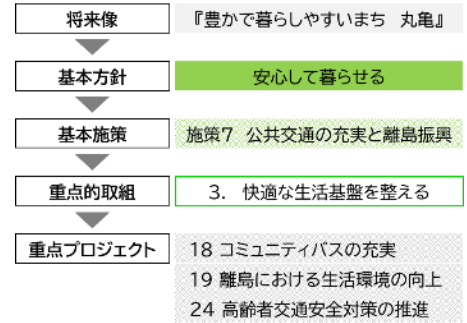 将来像 『豊かで暮らしやすいまち 丸亀』
基本方針 安心して暮らせる
基本施策 施策7 公共交通の充実と離島振興
重点的取組 3. 快適な生活基盤を整える
重点プロジェクト 18 コミュニティバスの充実
19 離島における生活環境の向上
24 高齢者交通安全対策の推進